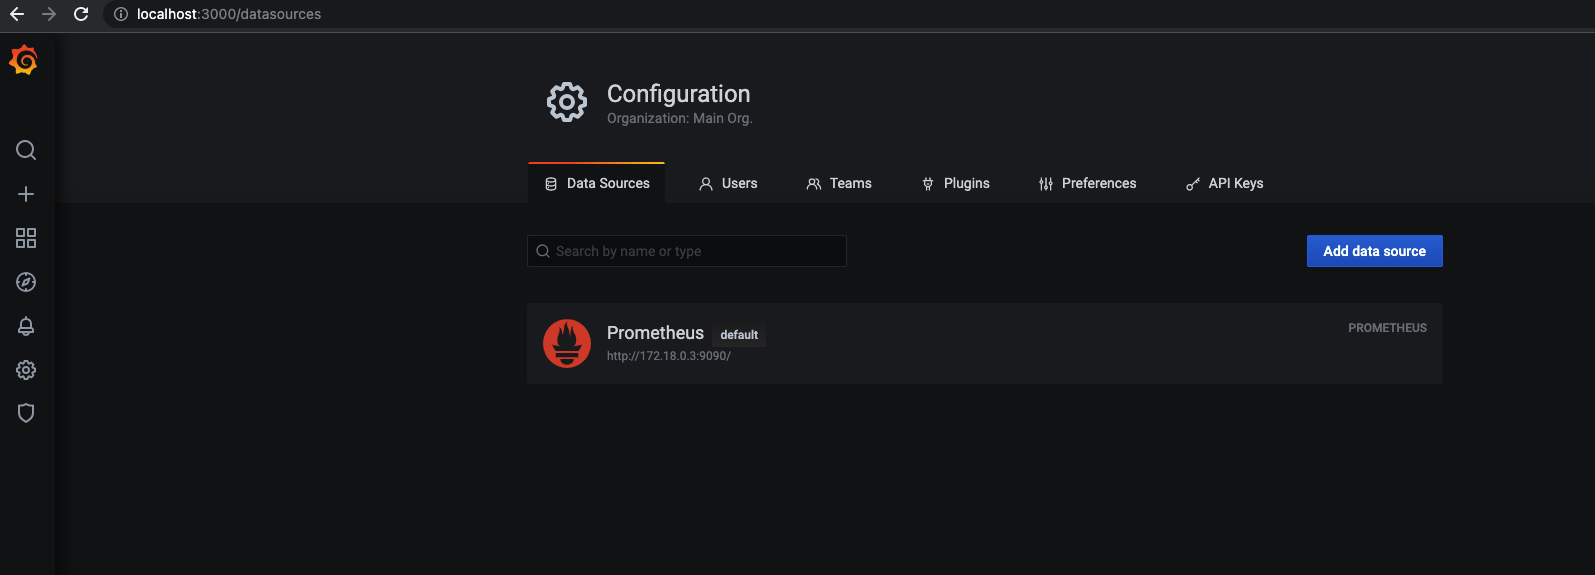 localhost:3000/datasources
Configuration
Organization: Main Org.
Data Sources Users Teams Plugins Preferences API Keys
Search by name or type Add data source
Prometheus default PROMETHEUS
http://172.18.0.3:9090/